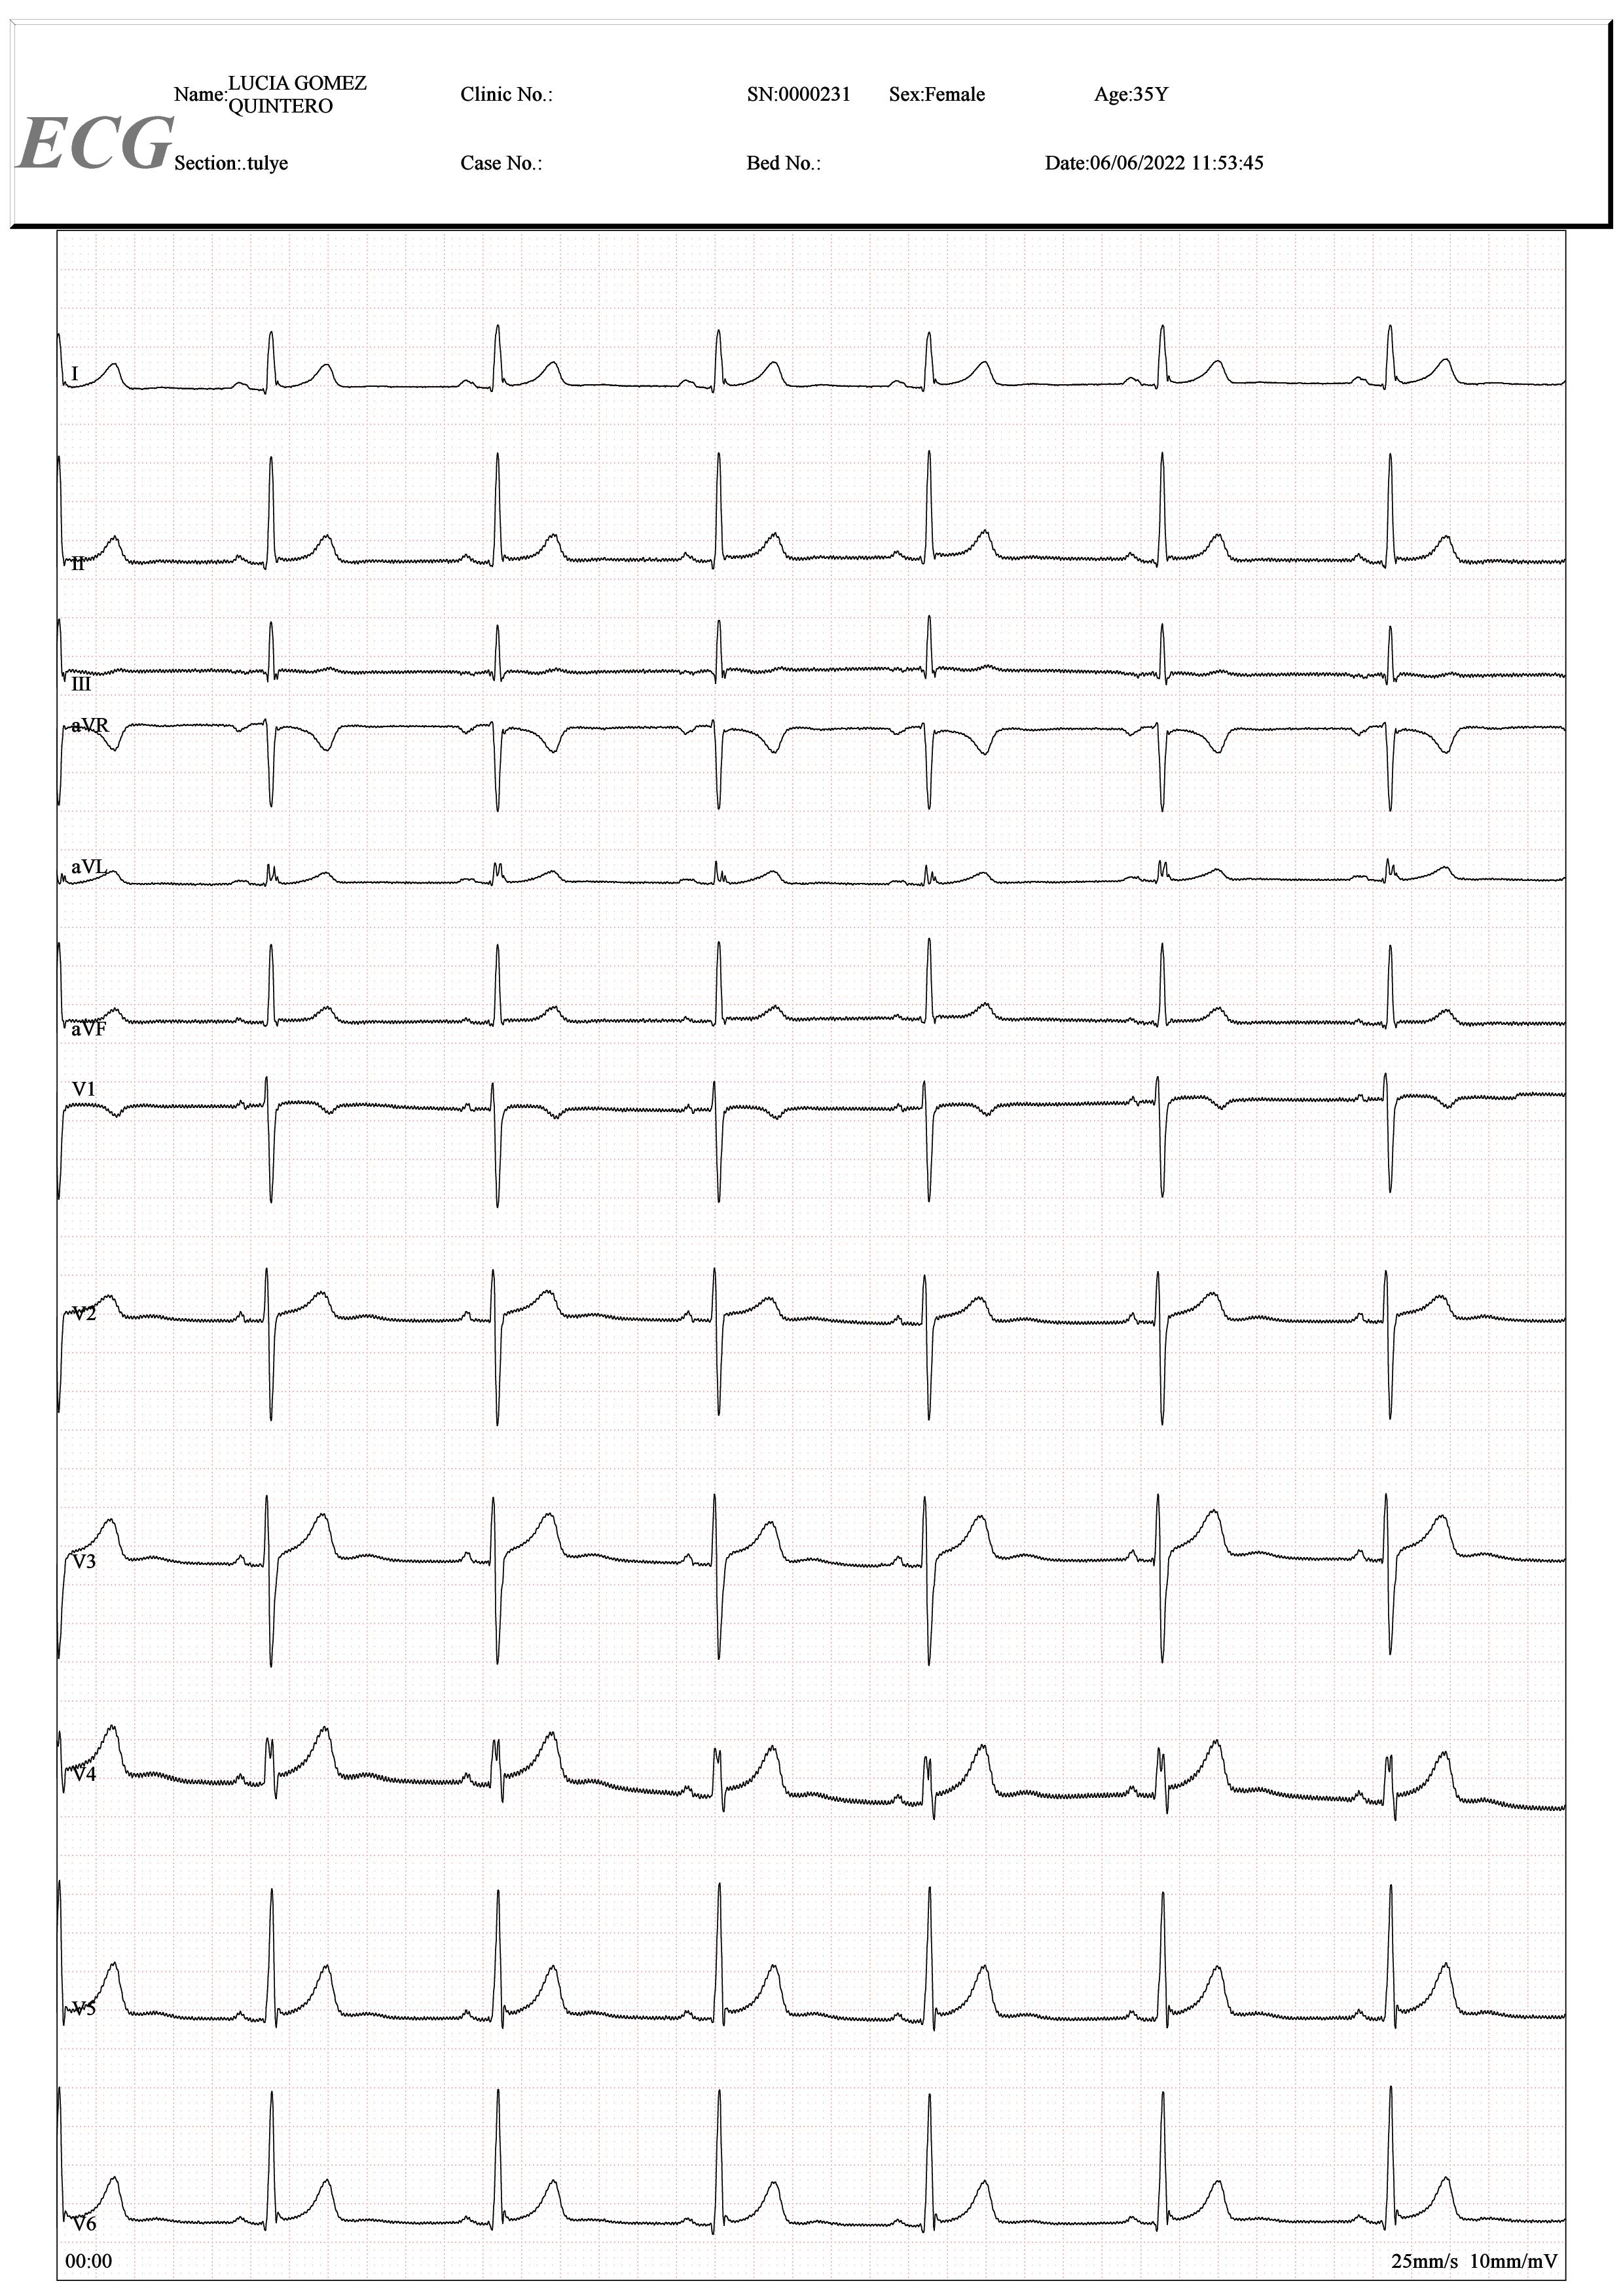 ECG
Name:LUCIA GOMEZ QUINTERO
Clinic No.:
SN:0000231
Sex:Female
Age:35Y
Section:.tulye
Case No.:
Bed No.:
Date:06/06/2022 11:53:45
I
II
III
aVR
aVL
aVF
V1
V2
V3
V4
V5
V6
00:00
25mm/s 10mm/mV